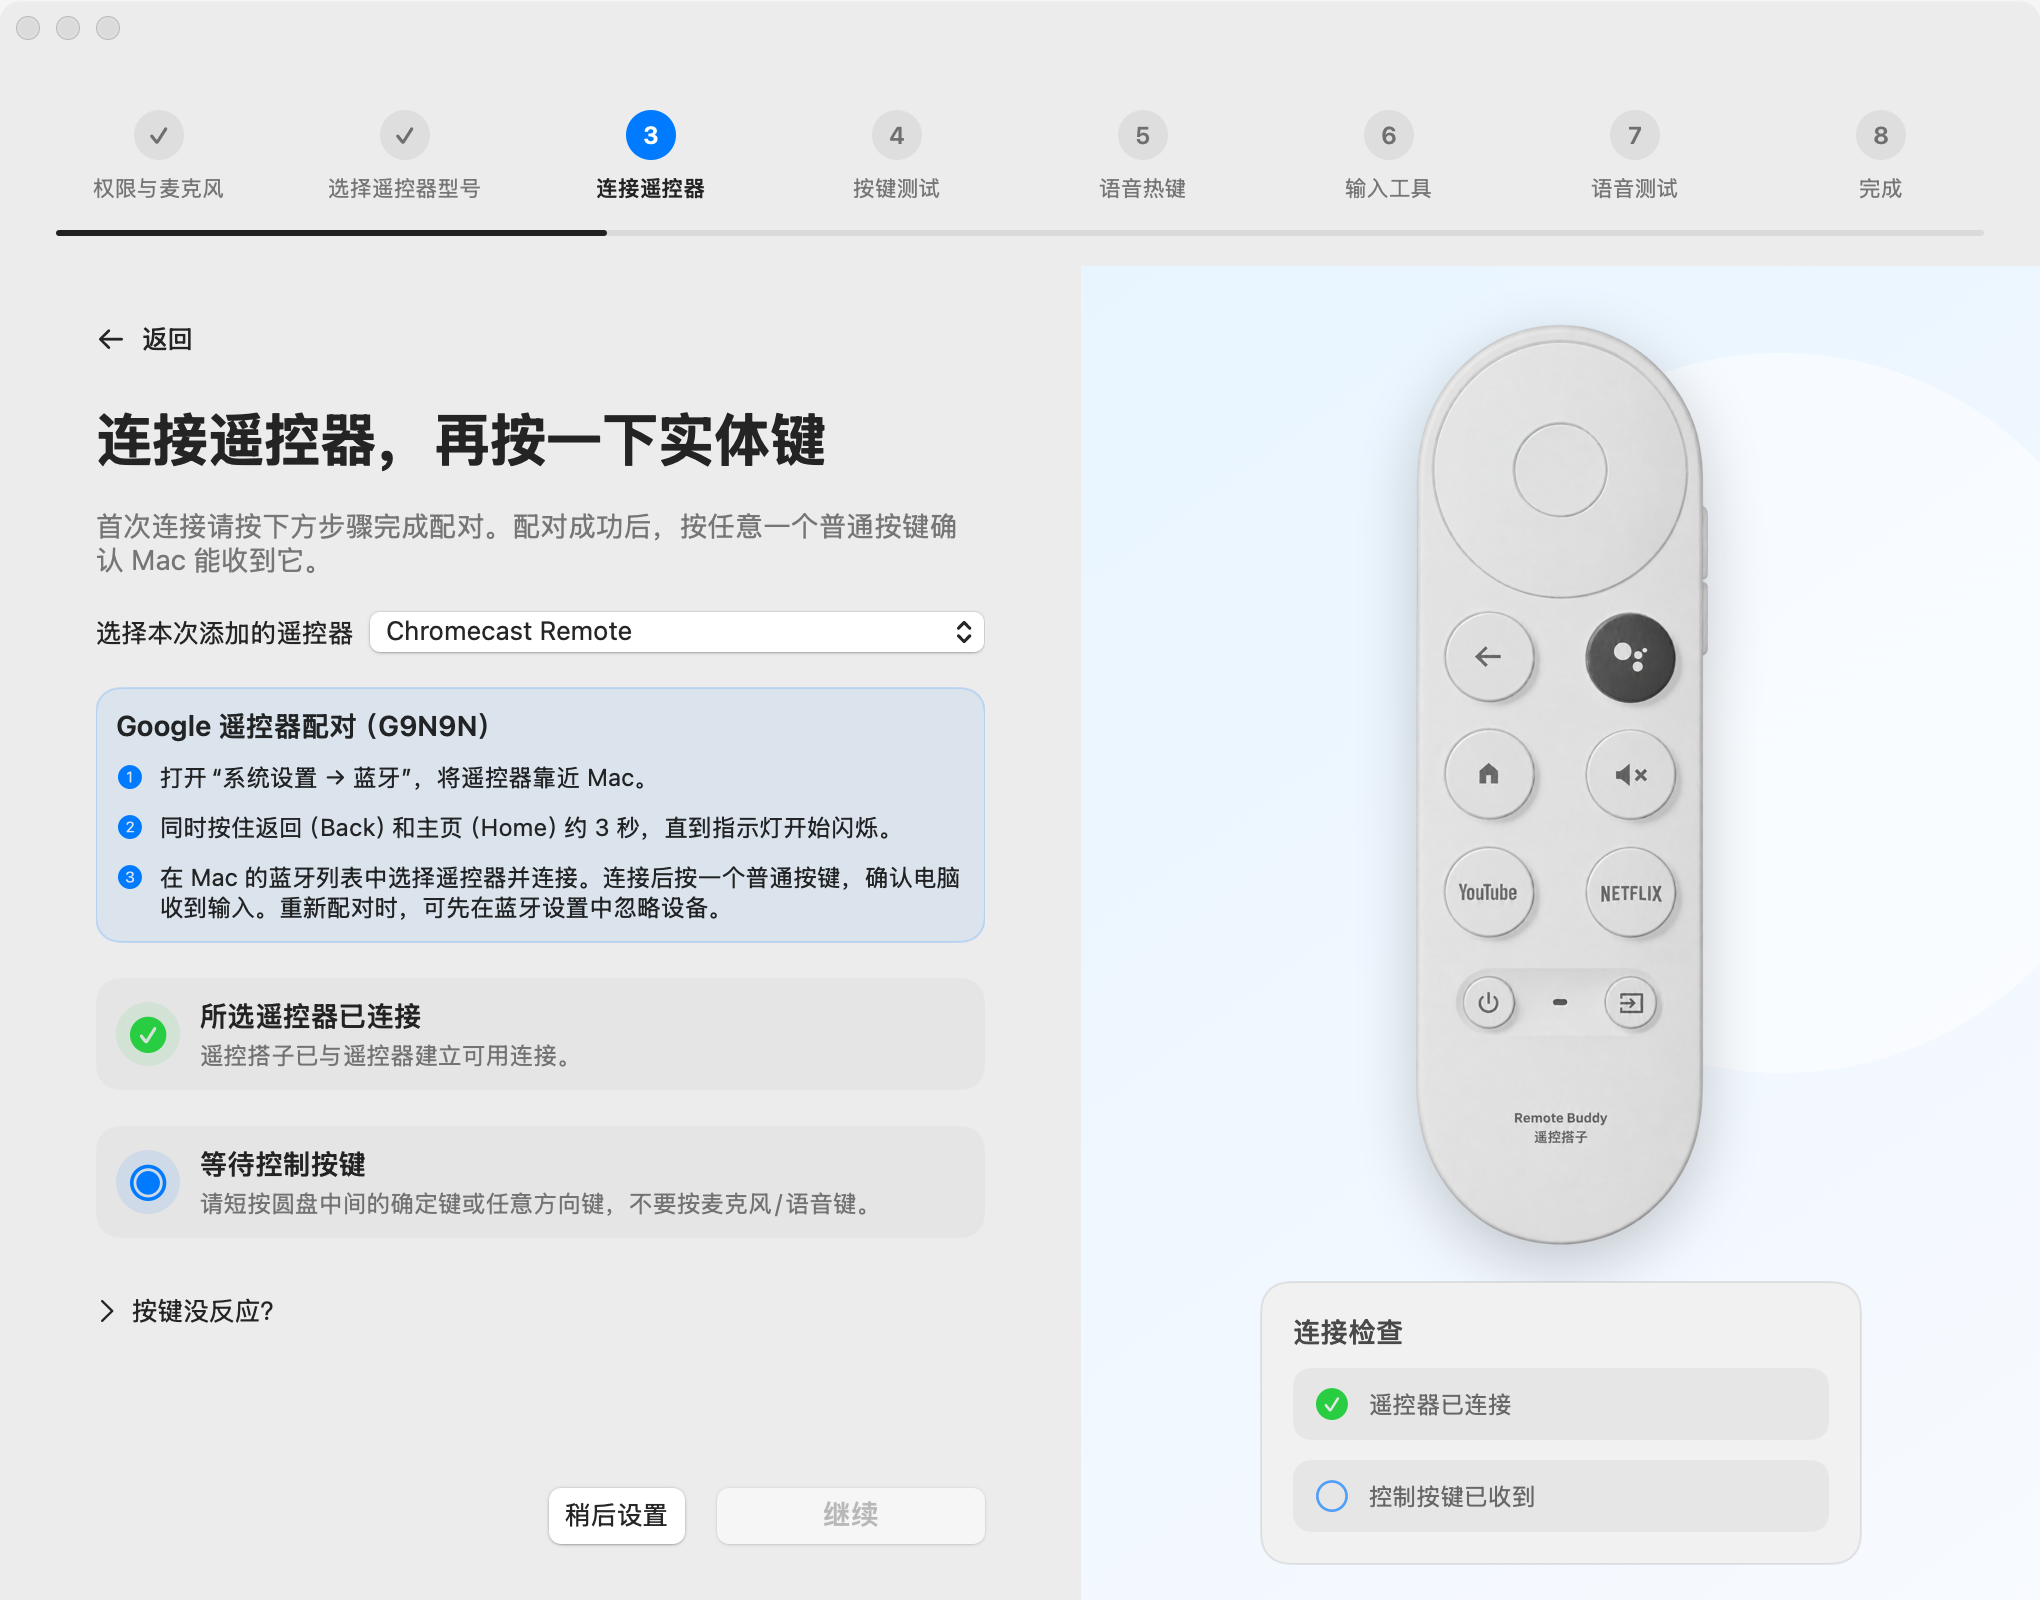 3
4
5
6
7
8
权限与麦克风
选择遥控器型号
连接遥控器
按键测试
语音热键
输入工具
语音测试
完成
返回
连接遥控器，再按一下实体键
首次连接请按下方步骤完成配对。配对成功后，按任意一个普通按键确
认 Mac 能收到它。
选择本次添加的遥控器
Chromecast Remote
Google 遥控器配对 (G9N9N)
1 打开 “系统设置 → 蓝牙”，将遥控器靠近 Mac。
2 同时按住返回 (Back) 和主页 (Home) 约 3 秒，直到指示灯开始闪烁。
3 在 Mac 的蓝牙列表中选择遥控器并连接。连接后按一个普通按键，确认电脑
收到输入。重新配对时，可先在蓝牙设置中忽略设备。
所选遥控器已连接
遥控搭子已与遥控器建立可用连接。
等待控制按键
请短按圆盘中间的确定键或任意方向键，不要按麦克风/语音键。
按键没反应?
稍后设置
继续
YouTube
NETFLIX
Remote Buddy
遥控搭子
连接检查
遥控器已连接
控制按键已收到